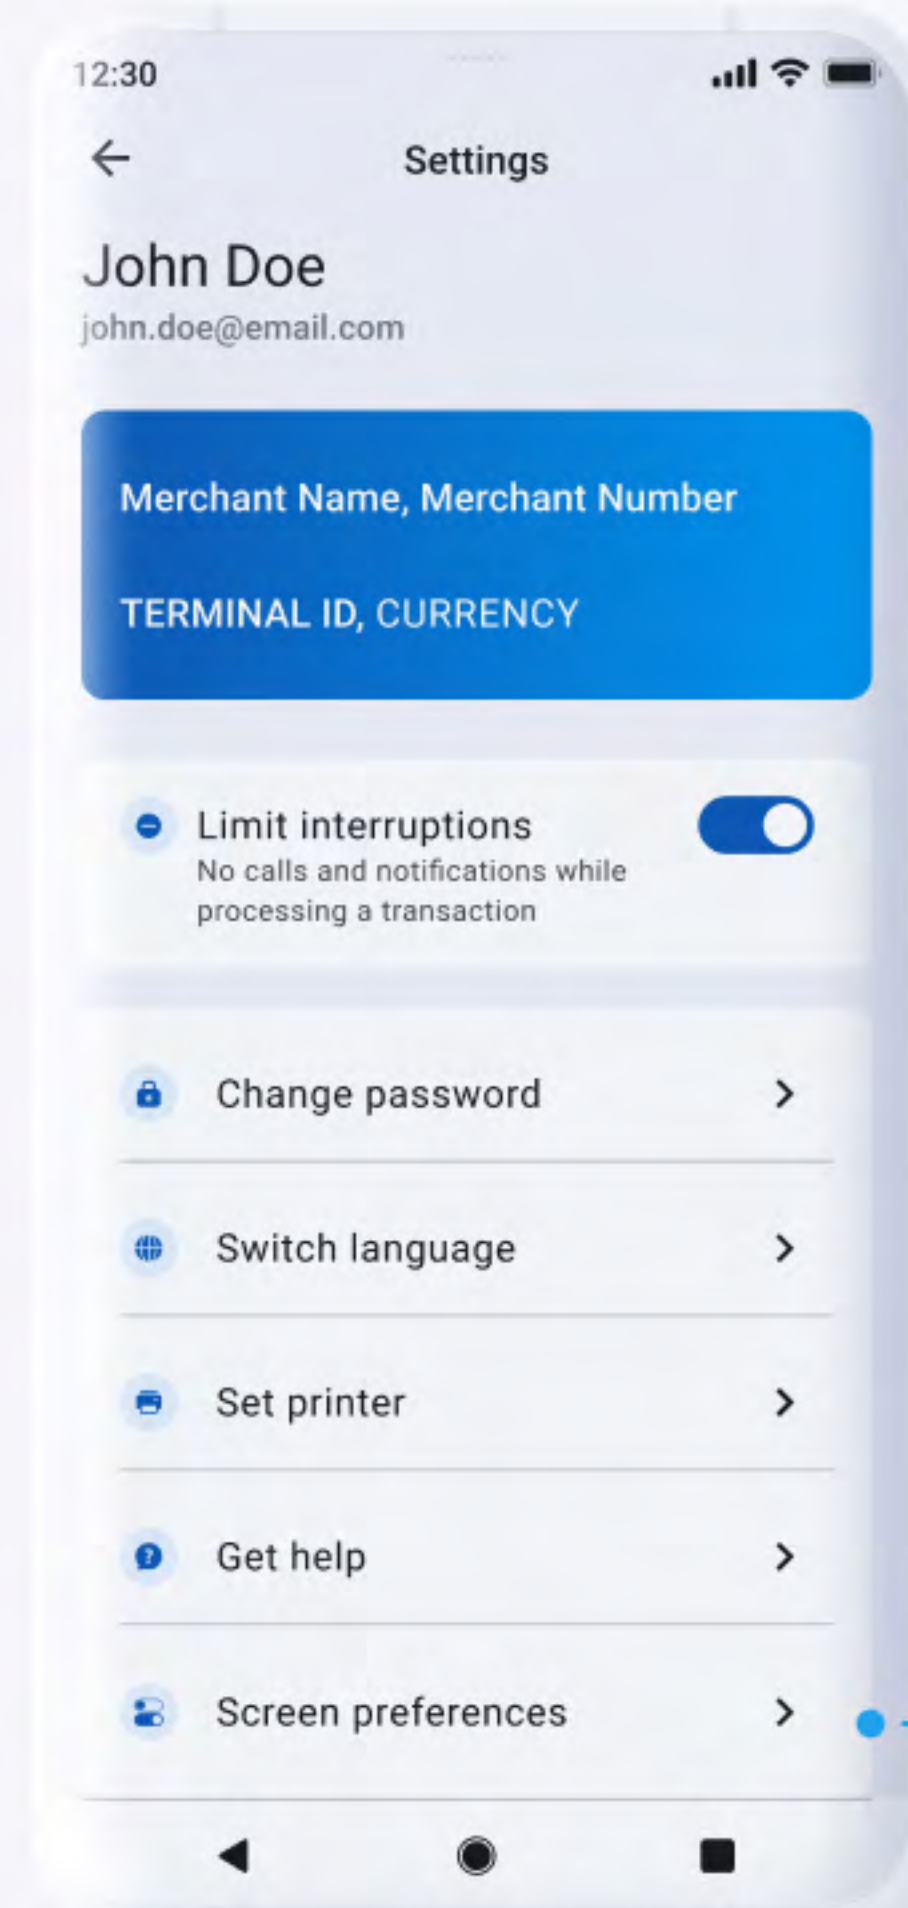 12:30
Settings
John Doe
john.doe@email.com
Merchant Name, Merchant Number
TERMINAL ID, CURRENCY
Limit interruptions
No calls and notifications while
processing a transaction
Change password
Switch language
Set printer
Get help
Screen preferences